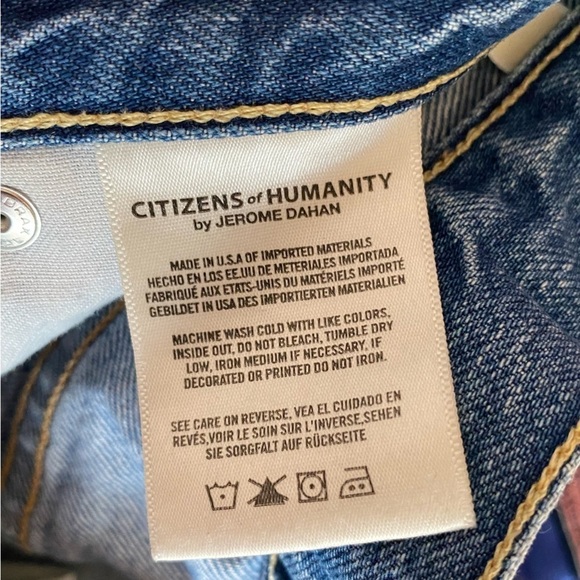 CITIZENS of HUMANITY
by JEROME DAHAN
MADE IN U.S.A OF IMPORTED MATERIALS
HECHO EN LOS EE.UU DE METERIALES IMPORTADA
FABRIQUÉ AUX ETATS-UNIS DU MATÉRIELS IMPORTÉ
GEBILDET IN USA DES IMPORTIERTEN MATERIALIEN
MACHINE WASH COLD WITH LIKE COLORS,
INSIDE OUT, DO NOT BLEACH, TUMBLE DRY
LOW, IRON MEDIUM IF NECESSARY, IF
DECORATED OR PRINTED DO NOT IRON.
SEE CARE ON REVERSE, VEA EL CUIDADO EN
REVÉS,VOIR LE SOIN SUR L'INVERSE,SEHEN
SIE SORGFALT AUF RÜCKSEITE